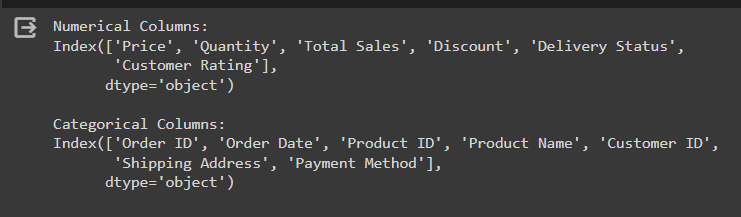 Numerical Columns:
Index(['Price', 'Quantity', 'Total Sales', 'Discount', 'Delivery Status',
'Customer Rating'],
dtype='object')
Categorical Columns:
Index(['Order ID', 'Order Date', 'Product ID', 'Product Name', 'Customer ID',
'Shipping Address', 'Payment Method'],
dtype='object')